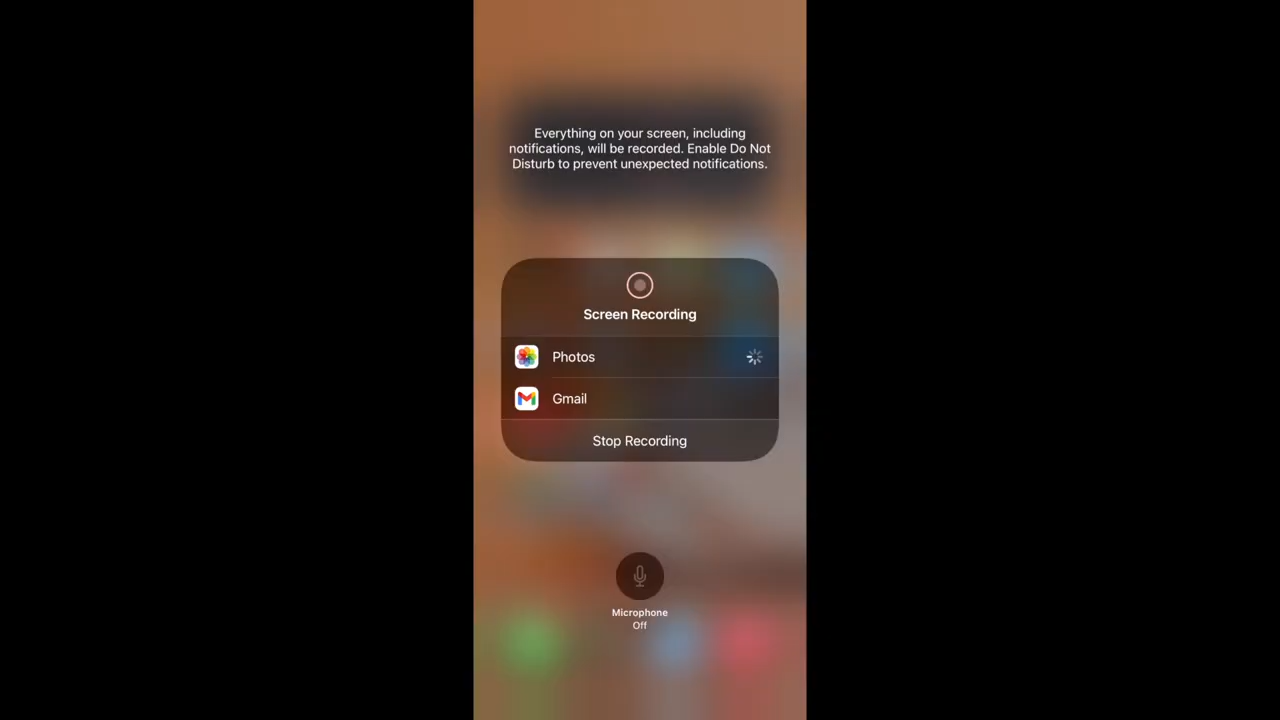 Everything on your screen, including
notifications, will be recorded. Enable Do Not
Disturb to prevent unexpected notifications.
Screen Recording
Photos
Gmail
Stop Recording
Microphone
Off